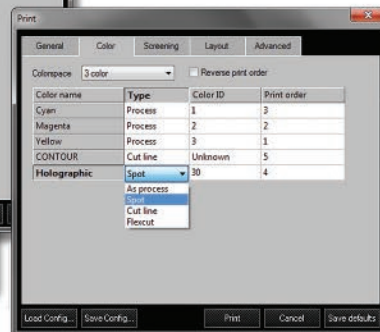 Print
General Color Screening Layout Advanced
Colorspace 3 color Reverse print order
Color name Type Color ID Print order
Cyan Process 1 3
Magenta Process 2 2
Yellow Process 3 1
CONTOUR Cut line Unknown 5
Holographic Spot 30 4
As process
Spot
Cut line
Flexcut
Load Config... Save Config... Print Cancel Save defaults